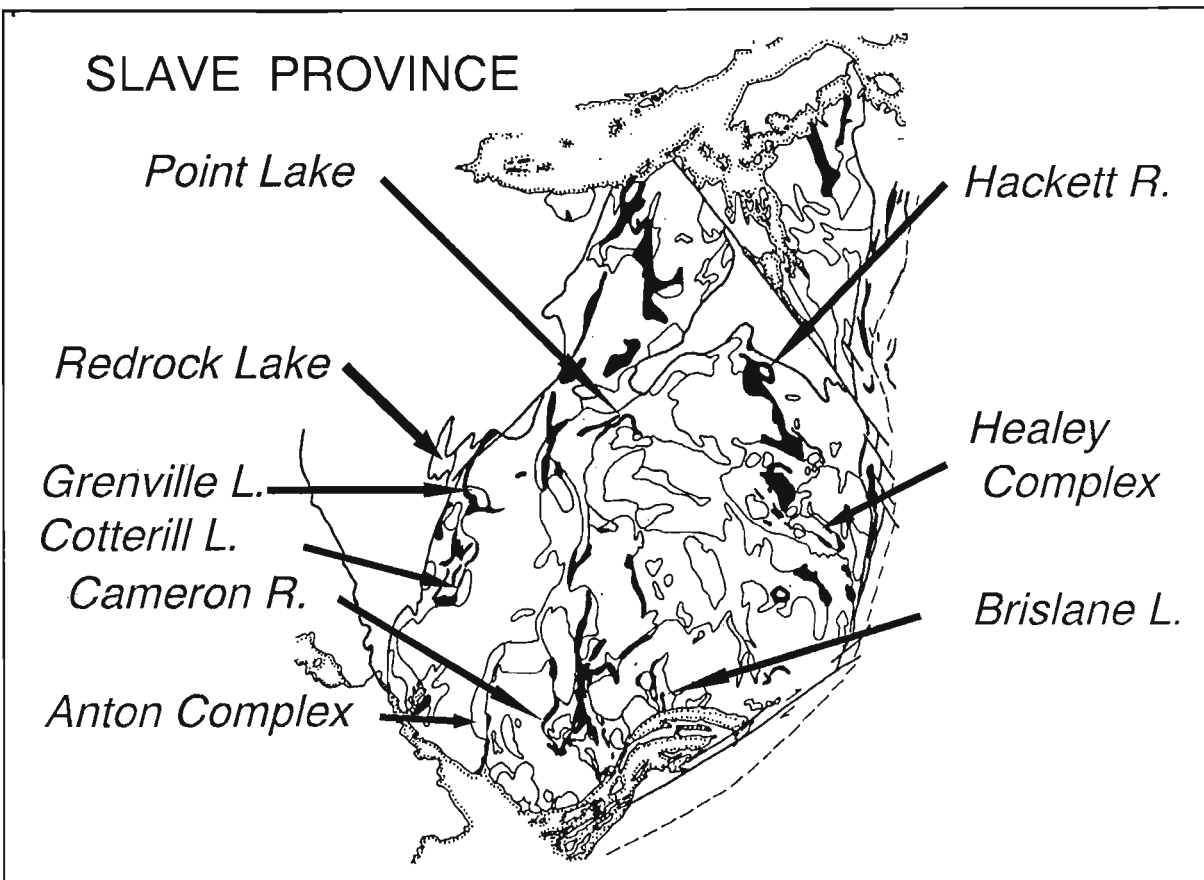 SLAVE PROVINCE
Point Lake
Hackett R.
Redrock Lake
Healey
Complex
Grenville L.
Cotterill L.
Cameron R.
Brislane L.
Anton Complex